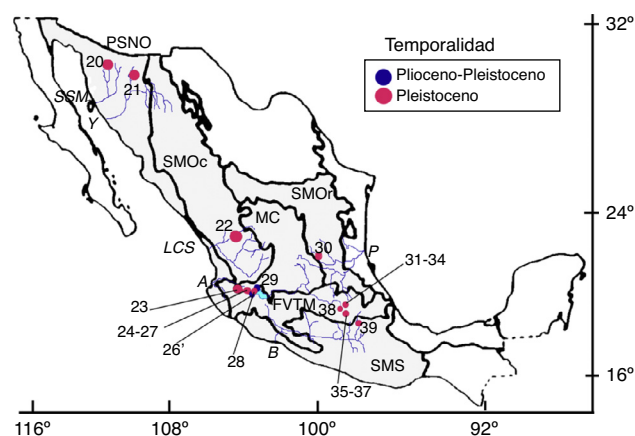 PSNO
32º
Temporalidad
Plioceno-Pleistoceno
Pleistoceno
20
21
SSM
Y
SMOc
SMOr
24º
22
MC
LCS
30
P
31-34
A
29
23
FVTM
38
24-27
39
26’
28
B
SMS
16º
35-37
116º
108º
100º
92º